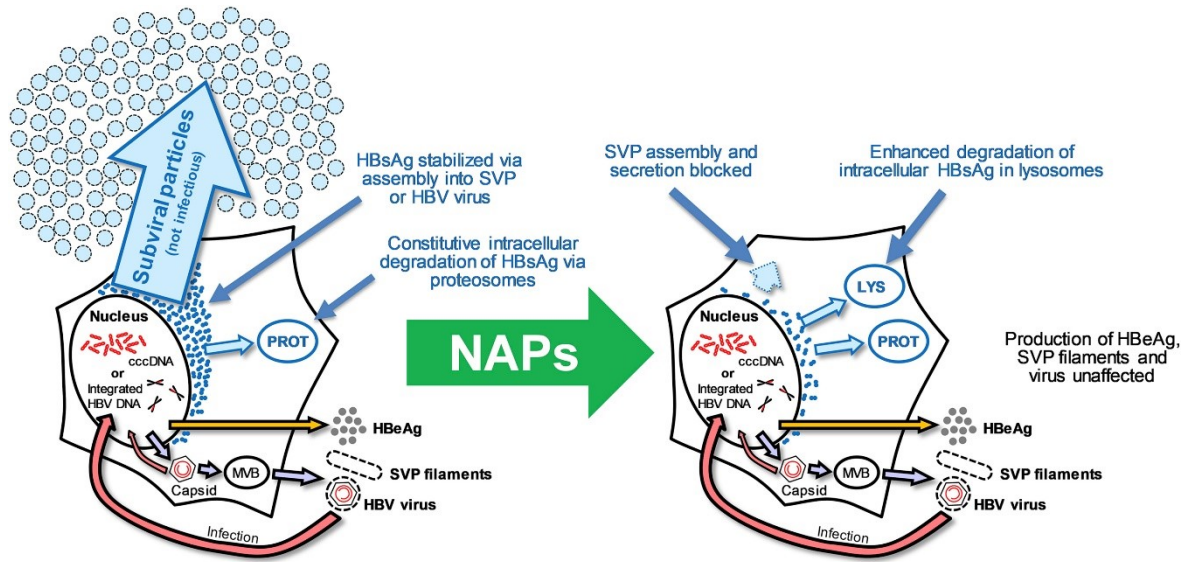 Subviral particles
(not infectious)
HBsAg stabilized via
assembly into SVP
or HBV virus
Constitutive intracellular
degradation of HBsAg via
proteosomes
Nucleus
cccDNA
or
Integrated
HBV DNA
PROT
HBeAg
SVP filaments
MVB
Capsid
HBV virus
Infection
NAPs
SVP assembly and
secretion blocked
Enhanced degradation of
intracellular HBsAg in lysosomes
LYS
Nucleus
cccDNA
or
Integrated
HBV DNA
PROT
Production of HBeAg,
SVP filaments and
virus unaffected
HBeAg
SVP filaments
MVB
Capsid
HBV virus
Infection